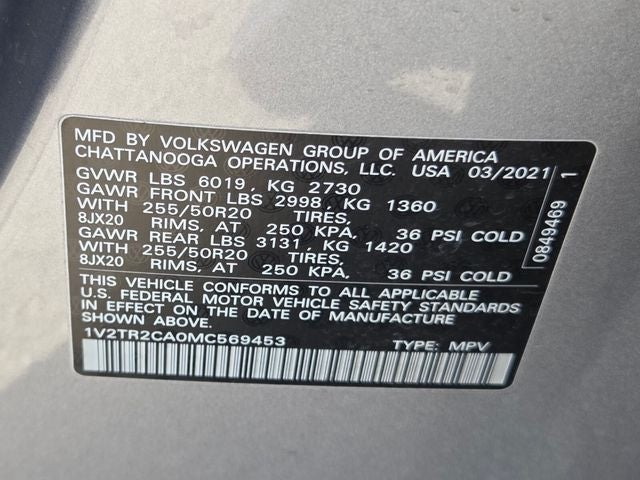 MFD BY VOLKSWAGEN GROUP OF AMERICA
CHATTANOOGA OPERATIONS, LLC. USA 03/2021
GVWR LBS 6019, KG 2730
GAWR FRONT LBS 2998, KG 1360
WITH 255/50R20 TIRES,
8JX20 RIMS, AT 250 KPA, 36 PSI COLD
GAWR REAR LBS 3131, KG 1420
WITH 255/50R20 TIRES,
8JX20 RIMS, AT 250 KPA, 36 PSI COLD
THIS VEHICLE CONFORMS TO ALL APPLICABLE
U.S. FEDERAL MOTOR VEHICLE SAFETY STANDARDS
IN EFFECT ON THE DATE OF MANUFACTURE
SHOWN ABOVE.
1V2TR2CA0MC569453 TYPE: MPV
0849469 1